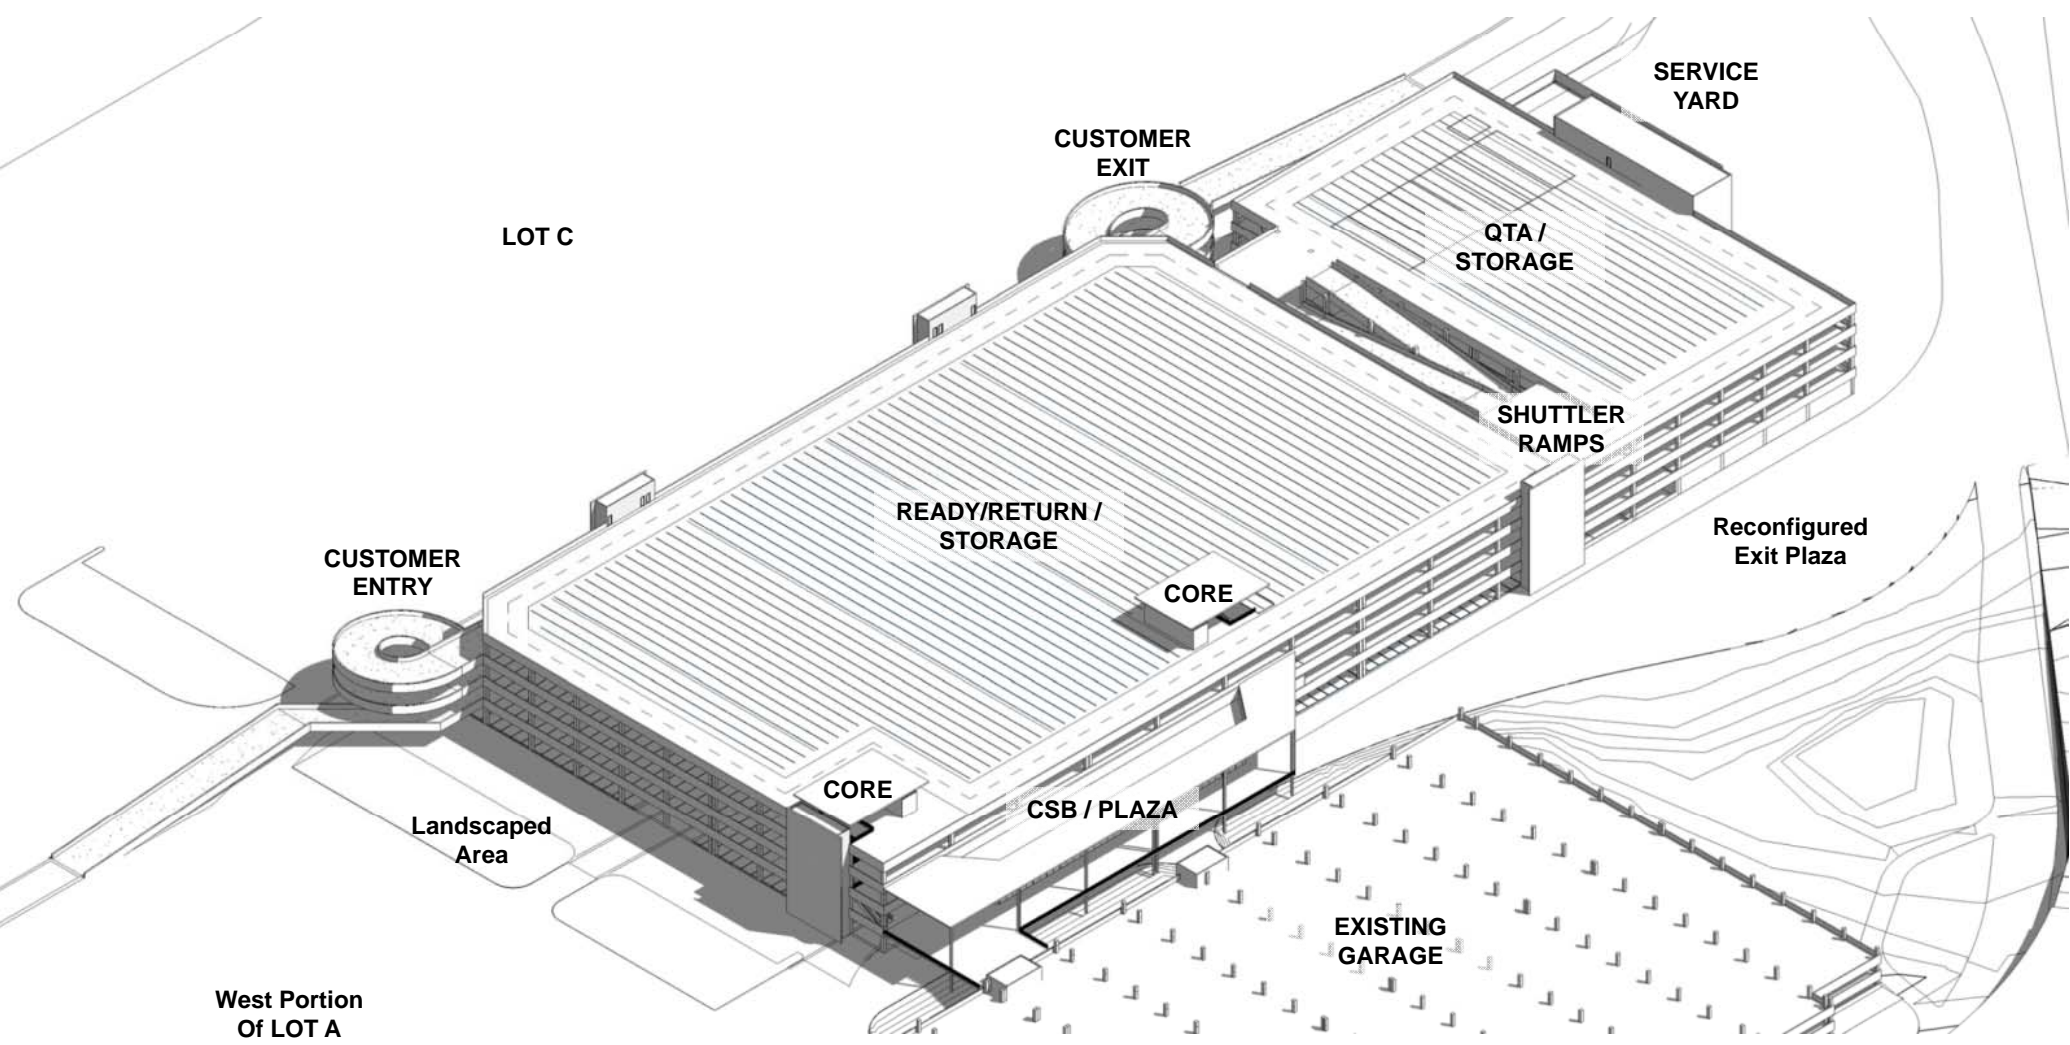 SERVICE
YARD
CUSTOMER
EXIT
LOT C
QTA /
STORAGE
SHUTTLER
RAMPS
READY/RETURN /
STORAGE
Reconfigured
Exit Plaza
CUSTOMER
ENTRY
CORE
CORE
CSB / PLAZA
Landscaped
Area
EXISTING
GARAGE
West Portion
Of LOT A